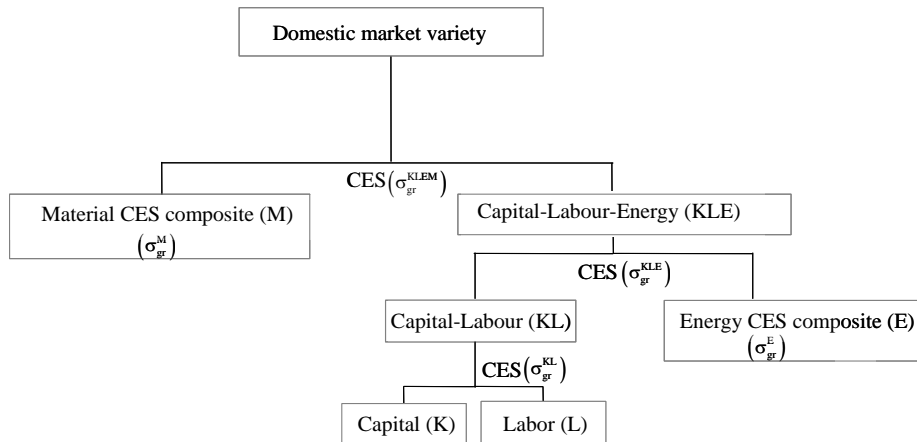 Domestic market variety
CES(σ_gr^KLEM)
Material CES composite (M)
(σ_gr^M)
Capital-Labour-Energy (KLE)
CES(σ_gr^KLE)
Capital-Labour (KL)
Energy CES composite (E)
(σ_gr^E)
CES(σ_gr^KL)
Capital (K)
Labor (L)